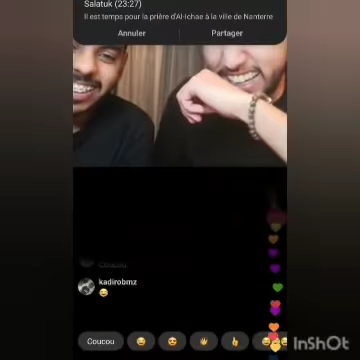 Salatuk (23:27)
Il est temps pour la prière d'Al-Ichae à la ville de Nanterre
Annuler Partager
Coucou
kadirobmz
😂
Coucou 😂 😍 👋 👆 😂😂
InShOt